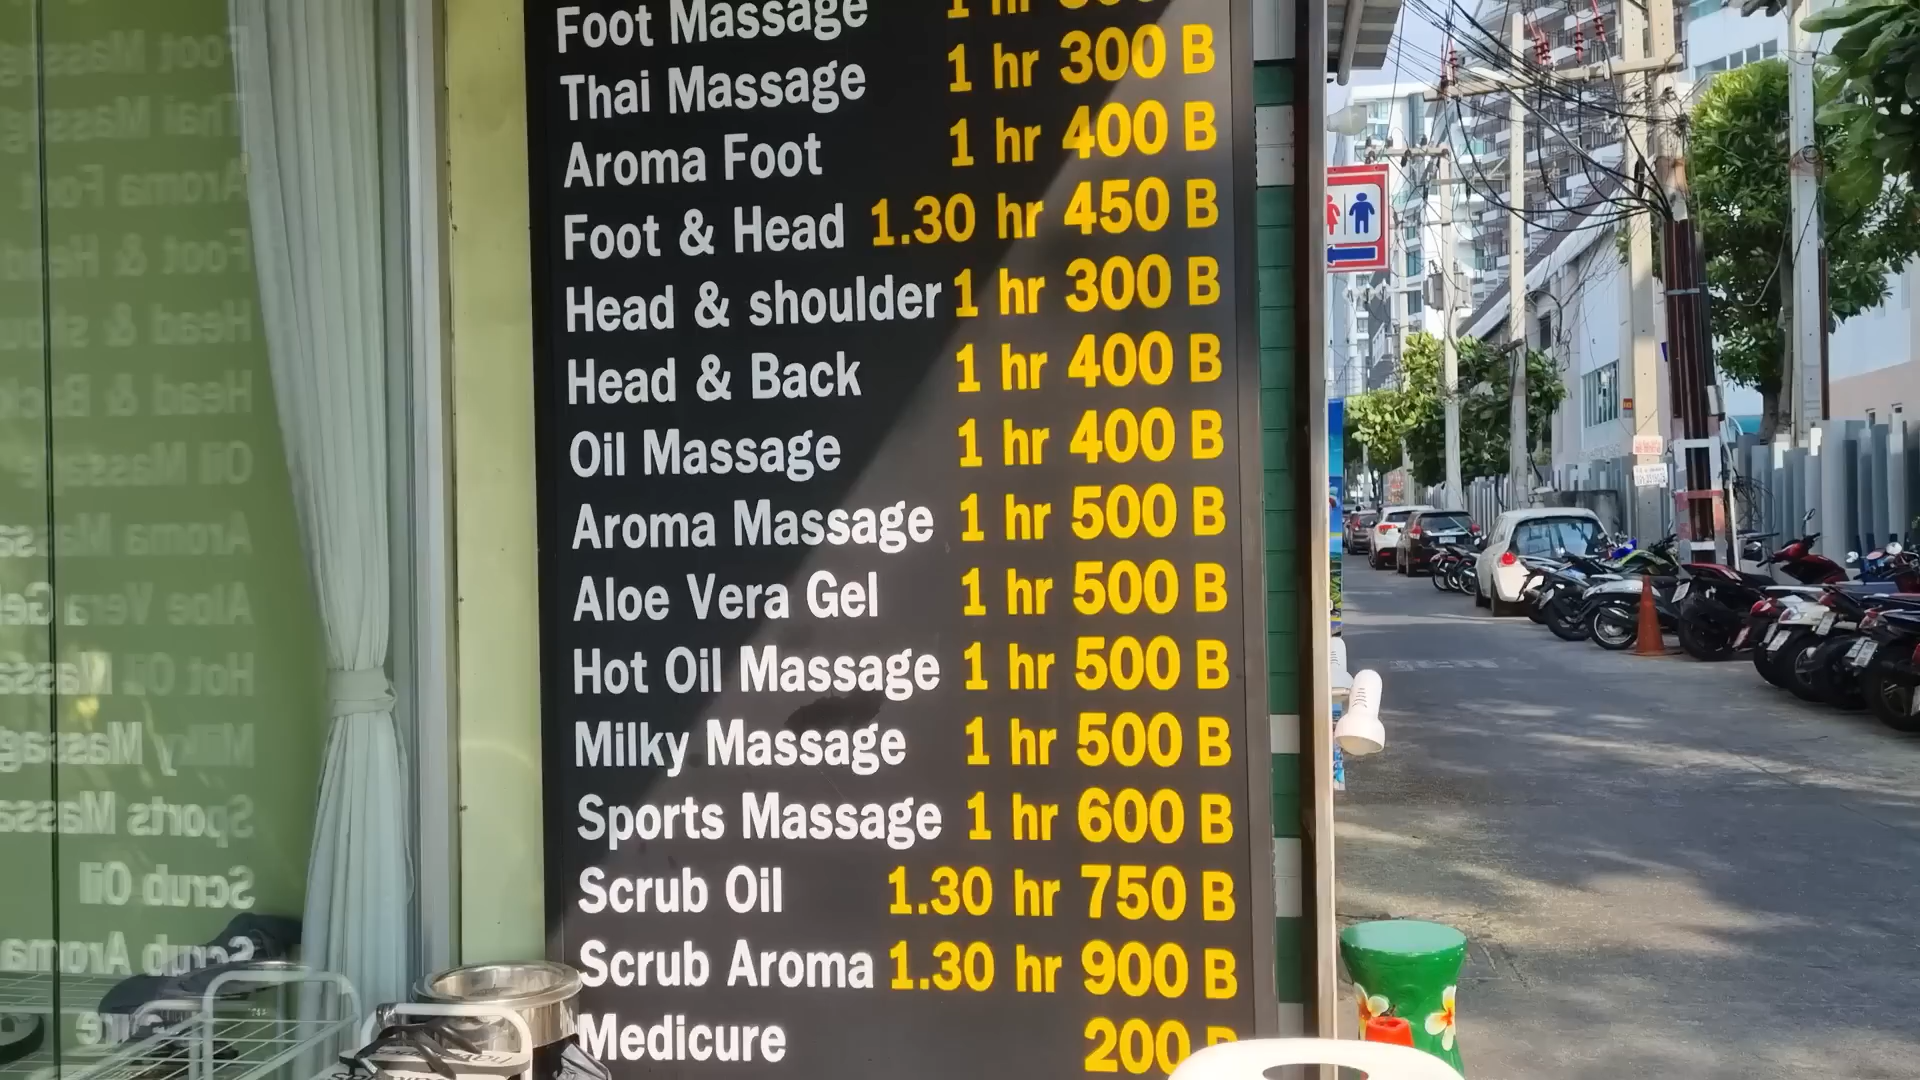 Foot Massage 1 hr
Thai Massage 1 hr 300 B
Aroma Foot 1 hr 400 B
Foot & Head 1.30 hr 450 B
Head & shoulder 1 hr 300 B
Head & Back 1 hr 400 B
Oil Massage 1 hr 400 B
Aroma Massage 1 hr 500 B
Aloe Vera Gel 1 hr 500 B
Hot Oil Massage 1 hr 500 B
Milky Massage 1 hr 500 B
Sports Massage 1 hr 600 B
Scrub Oil 1.30 hr 750 B
Scrub Aroma 1.30 hr 900 B
Medicure 200 B